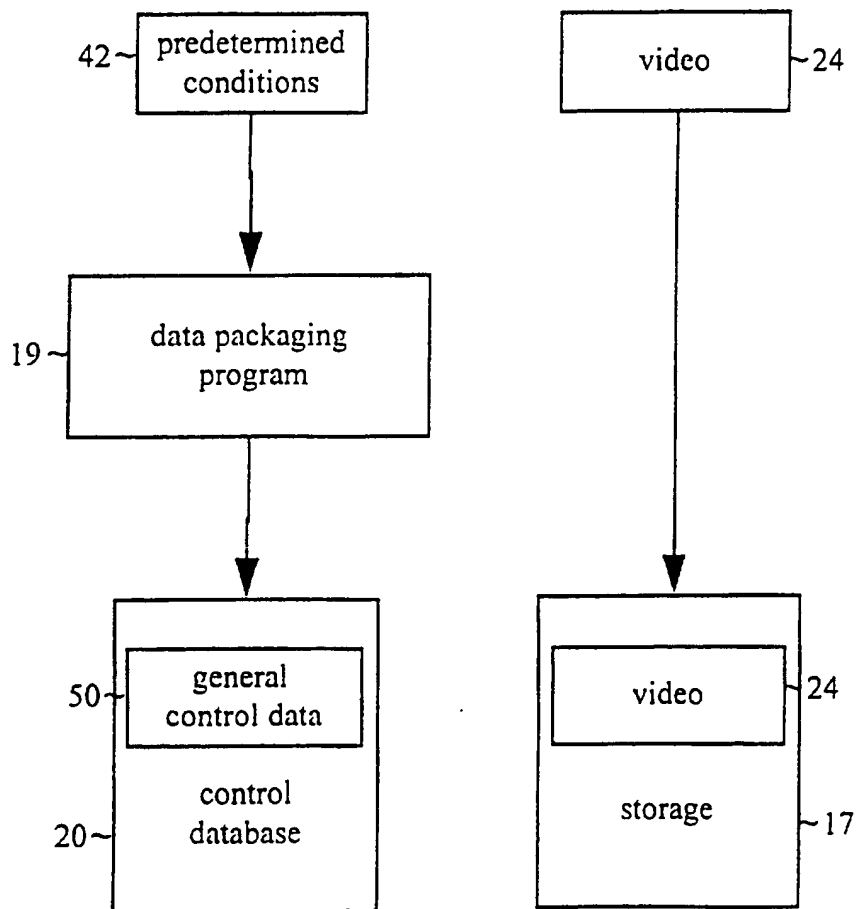 42
predetermined
conditions
video
24
19
data packaging
program
50
general
control data
control
database
20
video
24
storage
17